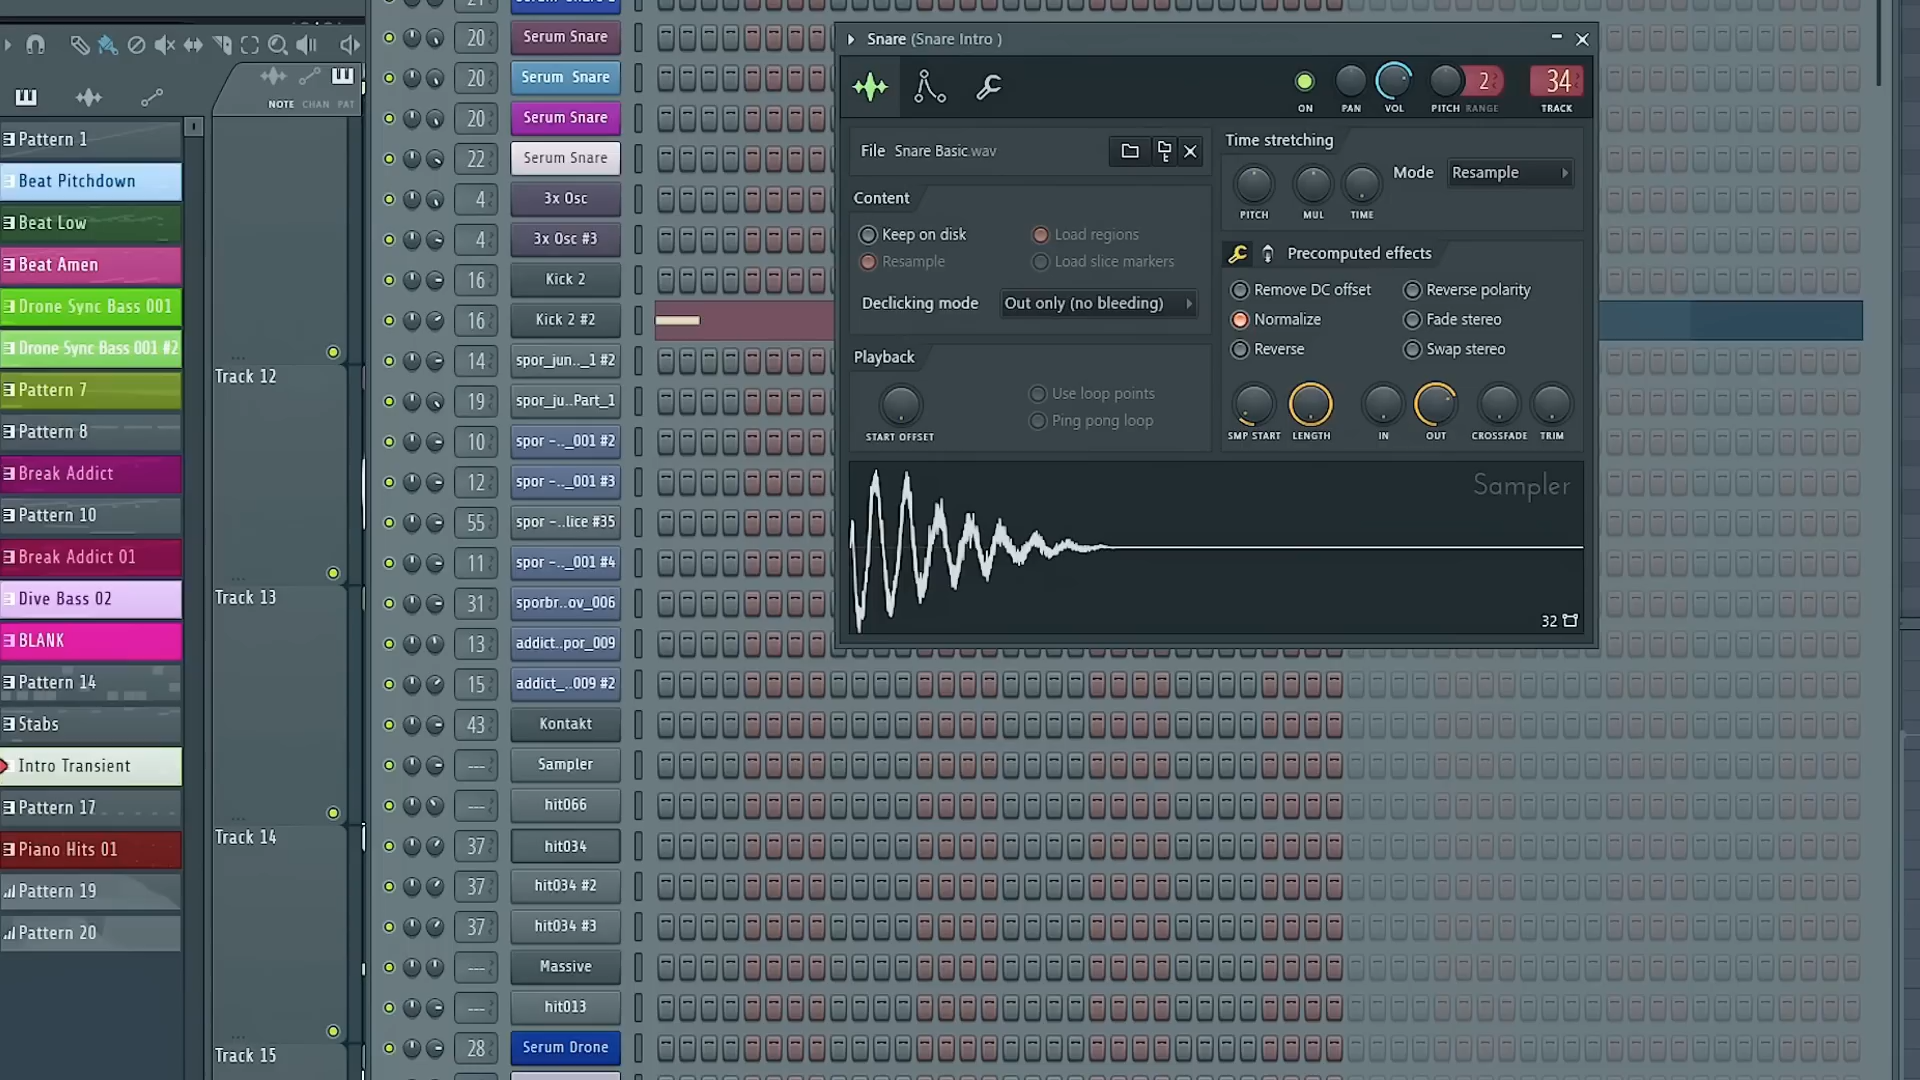 NOTE CHAN PAT
Pattern 1
Beat Pitchdown
Beat Low
Beat Amen
Drone Sync Bass 001
Drone Sync Bass 001 #2
Pattern 7
Pattern 8
Break Addict
Pattern 10
Break Addict 01
Dive Bass 02
BLANK
Pattern 14
Stabs
Intro Transient
Pattern 17
Piano Hits 01
Pattern 19
Pattern 20
Track 12
Track 13
Track 14
Track 15
20 Serum Snare
20 Serum Snare
20 Serum Snare
22 Serum Snare
4 3x Osc
4 3x Osc #3
16 Kick 2
16 Kick 2 #2
14 spor_jun.._1 #2
19 spor_ju..Part_1
10 spor -.._001 #2
12 spor -.._001 #3
55 spor -..lice #35
11 spor -.._001 #4
31 sporbr..ov_006
13 addict..por_009
15 addict_..009 #2
43 Kontakt
--- Sampler
--- hit066
37 hit034
37 hit034 #2
37 hit034 #3
--- Massive
--- hit013
28 Serum Drone
Snare (Snare Intro )
2 34
ON PAN VOL PITCH RANGE TRACK
File Snare Basic.wav
Content
Keep on disk Load regions
Resample Load slice markers
Declicking mode Out only (no bleeding)
Playback
Use loop points
Ping pong loop
START OFFSET
Time stretching
Mode Resample
PITCH MUL TIME
Precomputed effects
Remove DC offset Reverse polarity
Normalize Fade stereo
Reverse Swap stereo
SMP START LENGTH IN OUT CROSSFADE TRIM
Sampler
32